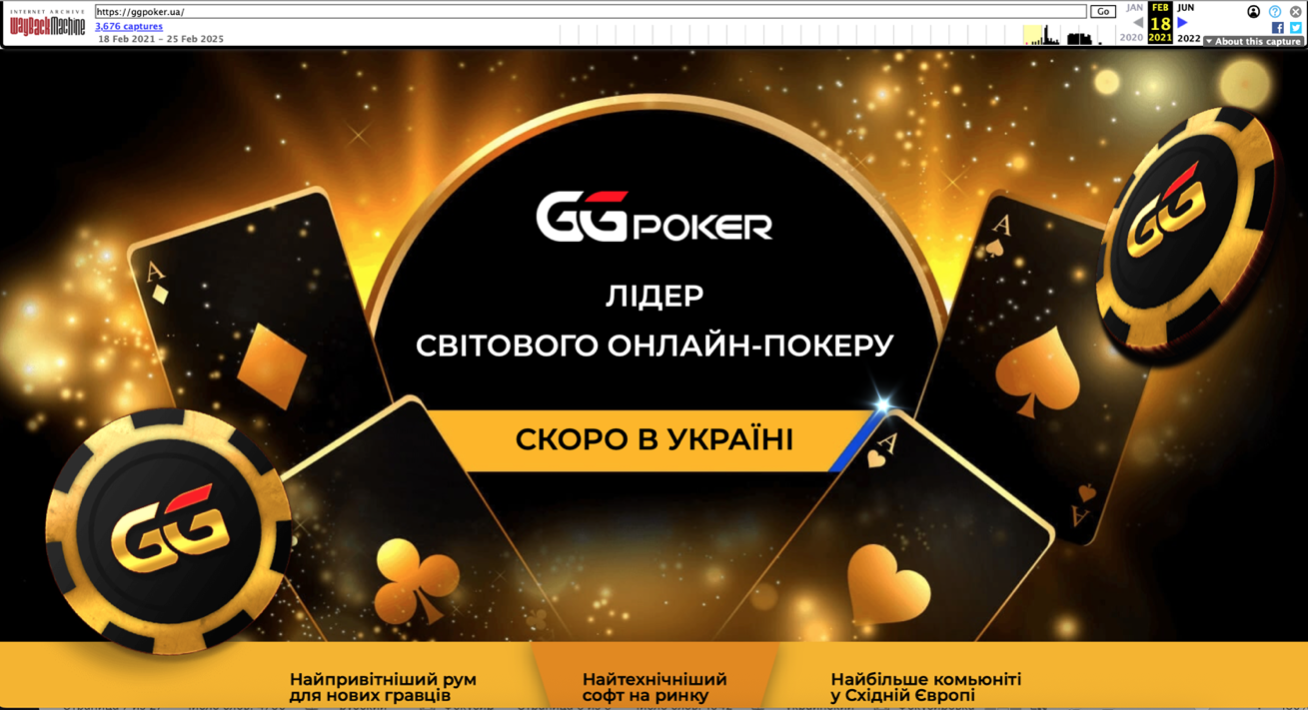 INTERNET ARCHIVE
WayBackMachine
https://ggpoker.ua/
Go
3,676 captures
18 Feb 2021 – 25 Feb 2025
JAN
FEB
JUN
18
2020
2021
2022
About this capture
GGPOKER
ЛІДЕР
СВІТОВОГО ОНЛАЙН-ПОКЕРУ
СКОРО В УКРАЇНІ
A
A
A
A
A
GG
GG
Найпривітніший рум
для нових гравців
Найтехнічніший
софт на ринку
Найбільше комьюніті
у Східній Європі